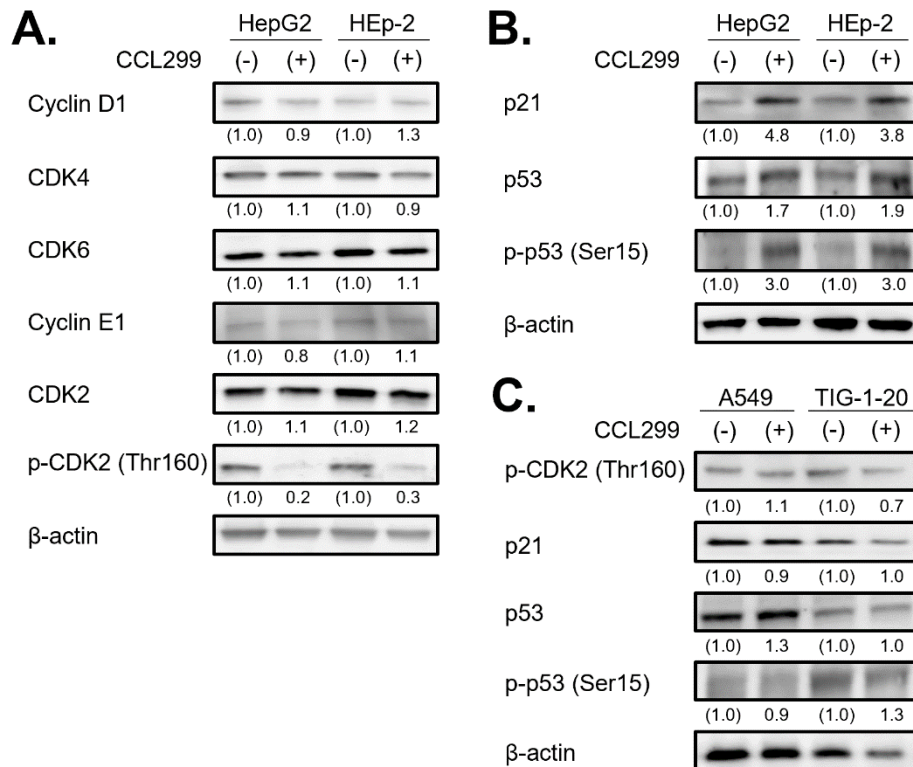 A.
HepG2 HEp-2
CCL299 (-) (+) (-) (+)
Cyclin D1
(1.0) 0.9 (1.0) 1.3
CDK4
(1.0) 1.1 (1.0) 0.9
CDK6
(1.0) 1.1 (1.0) 1.1
Cyclin E1
(1.0) 0.8 (1.0) 1.1
CDK2
(1.0) 1.1 (1.0) 1.2
p-CDK2 (Thr160)
(1.0) 0.2 (1.0) 0.3
β-actin
B.
HepG2 HEp-2
CCL299 (-) (+) (-) (+)
p21
(1.0) 4.8 (1.0) 3.8
p53
(1.0) 1.7 (1.0) 1.9
p-p53 (Ser15)
(1.0) 3.0 (1.0) 3.0
β-actin
C.
A549 TIG-1-20
CCL299 (-) (+) (-) (+)
p-CDK2 (Thr160)
(1.0) 1.1 (1.0) 0.7
p21
(1.0) 0.9 (1.0) 1.0
p53
(1.0) 1.3 (1.0) 1.0
p-p53 (Ser15)
(1.0) 0.9 (1.0) 1.3
β-actin